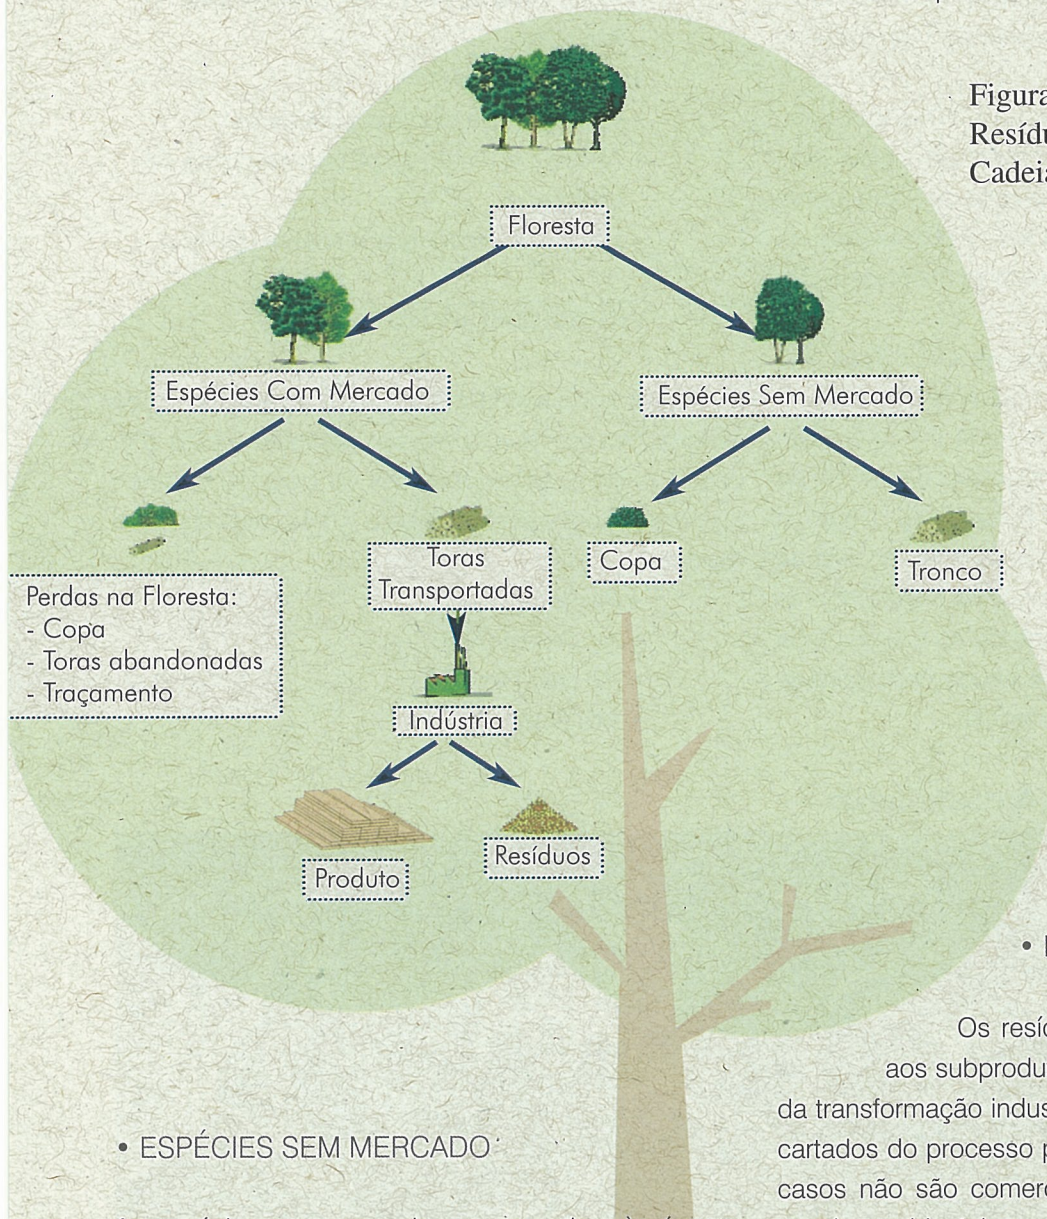 Figura
Resídu
Cadeia
Floresta
Espécies Com Mercado
Espécies Sem Mercado
Perdas na Floresta:
- Copa
- Toras abandonadas
- Traçamento
Toras
Transportadas
Copa
Tronco
Indústria
Produto
Resíduos
• ESPÉCIES SEM MERCADO
•
Os resíd
aos subprodu
da transformação indus
cartados do processo p
casos não são comerc